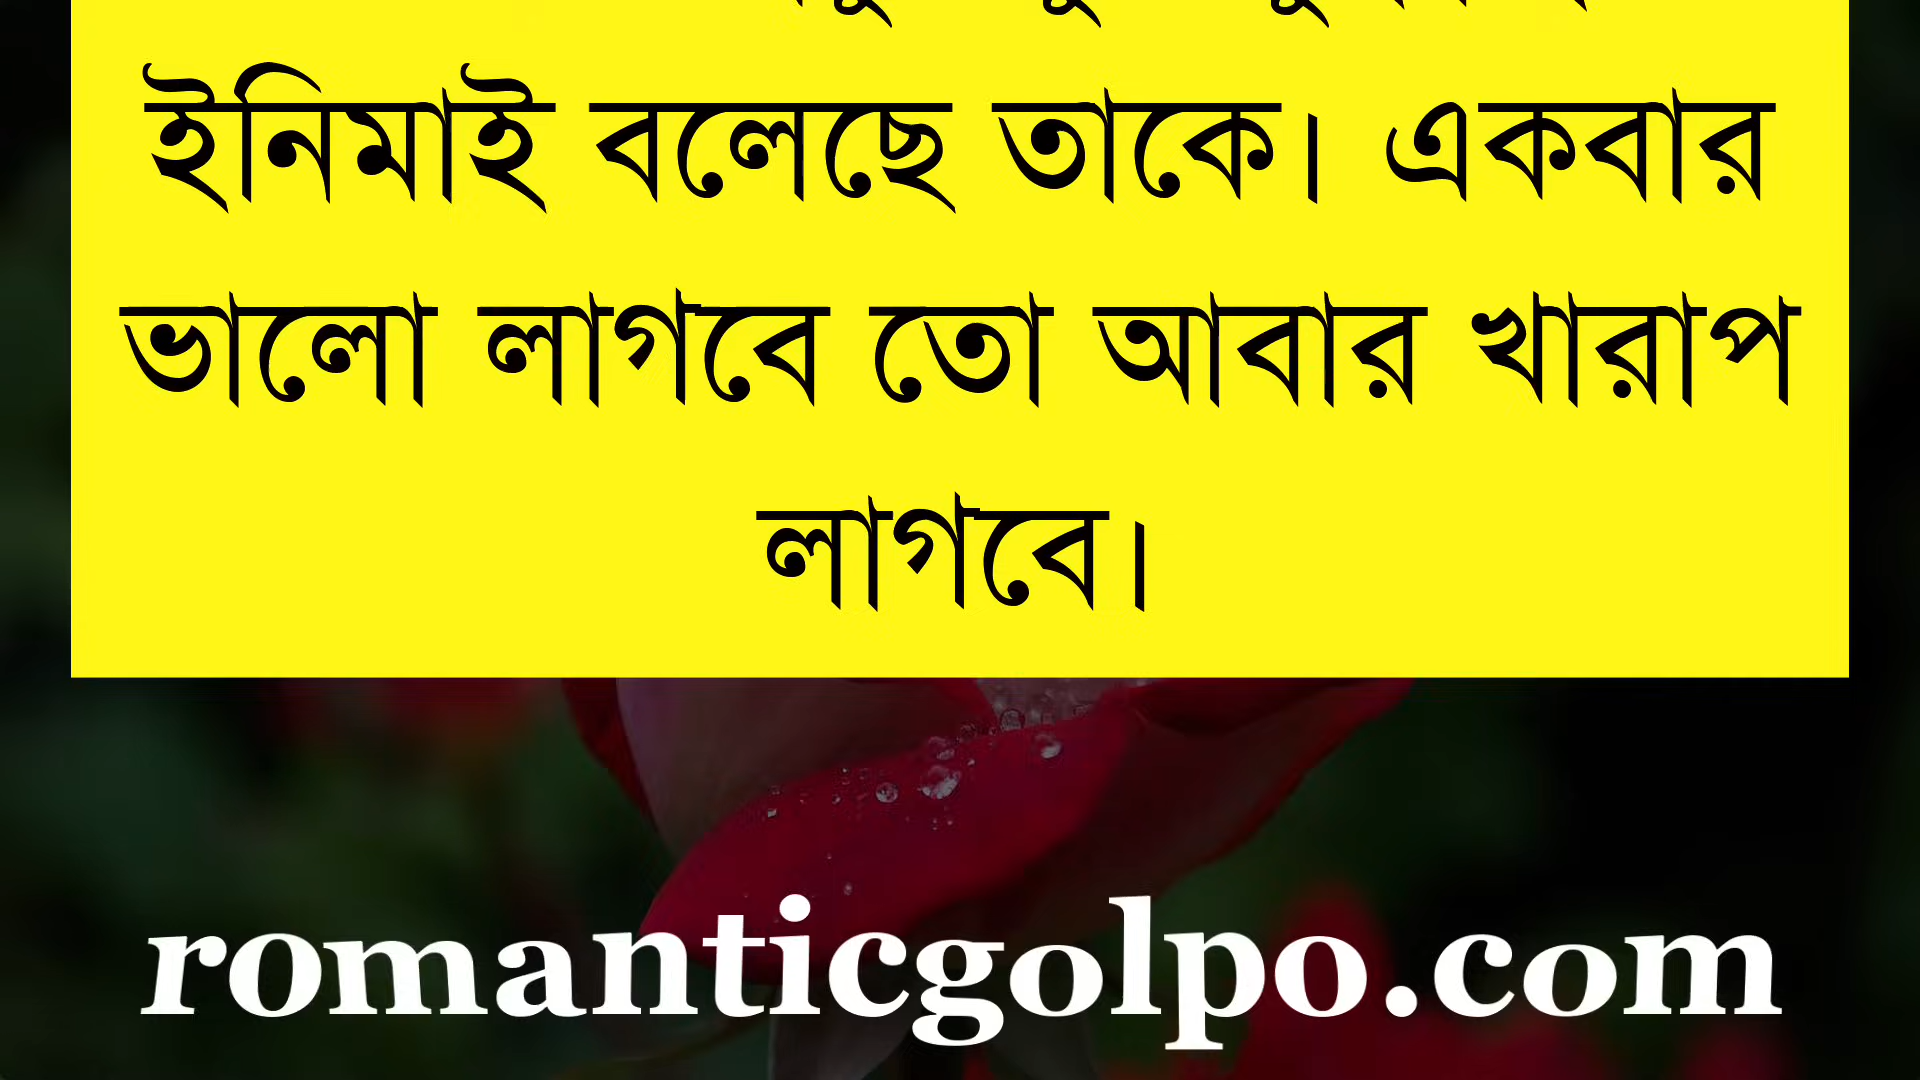 ইনিমাই বলেছে তাকে। একবার
ভালো লাগবে তো আবার খারাপ
লাগবে।
romanticgolpo.com